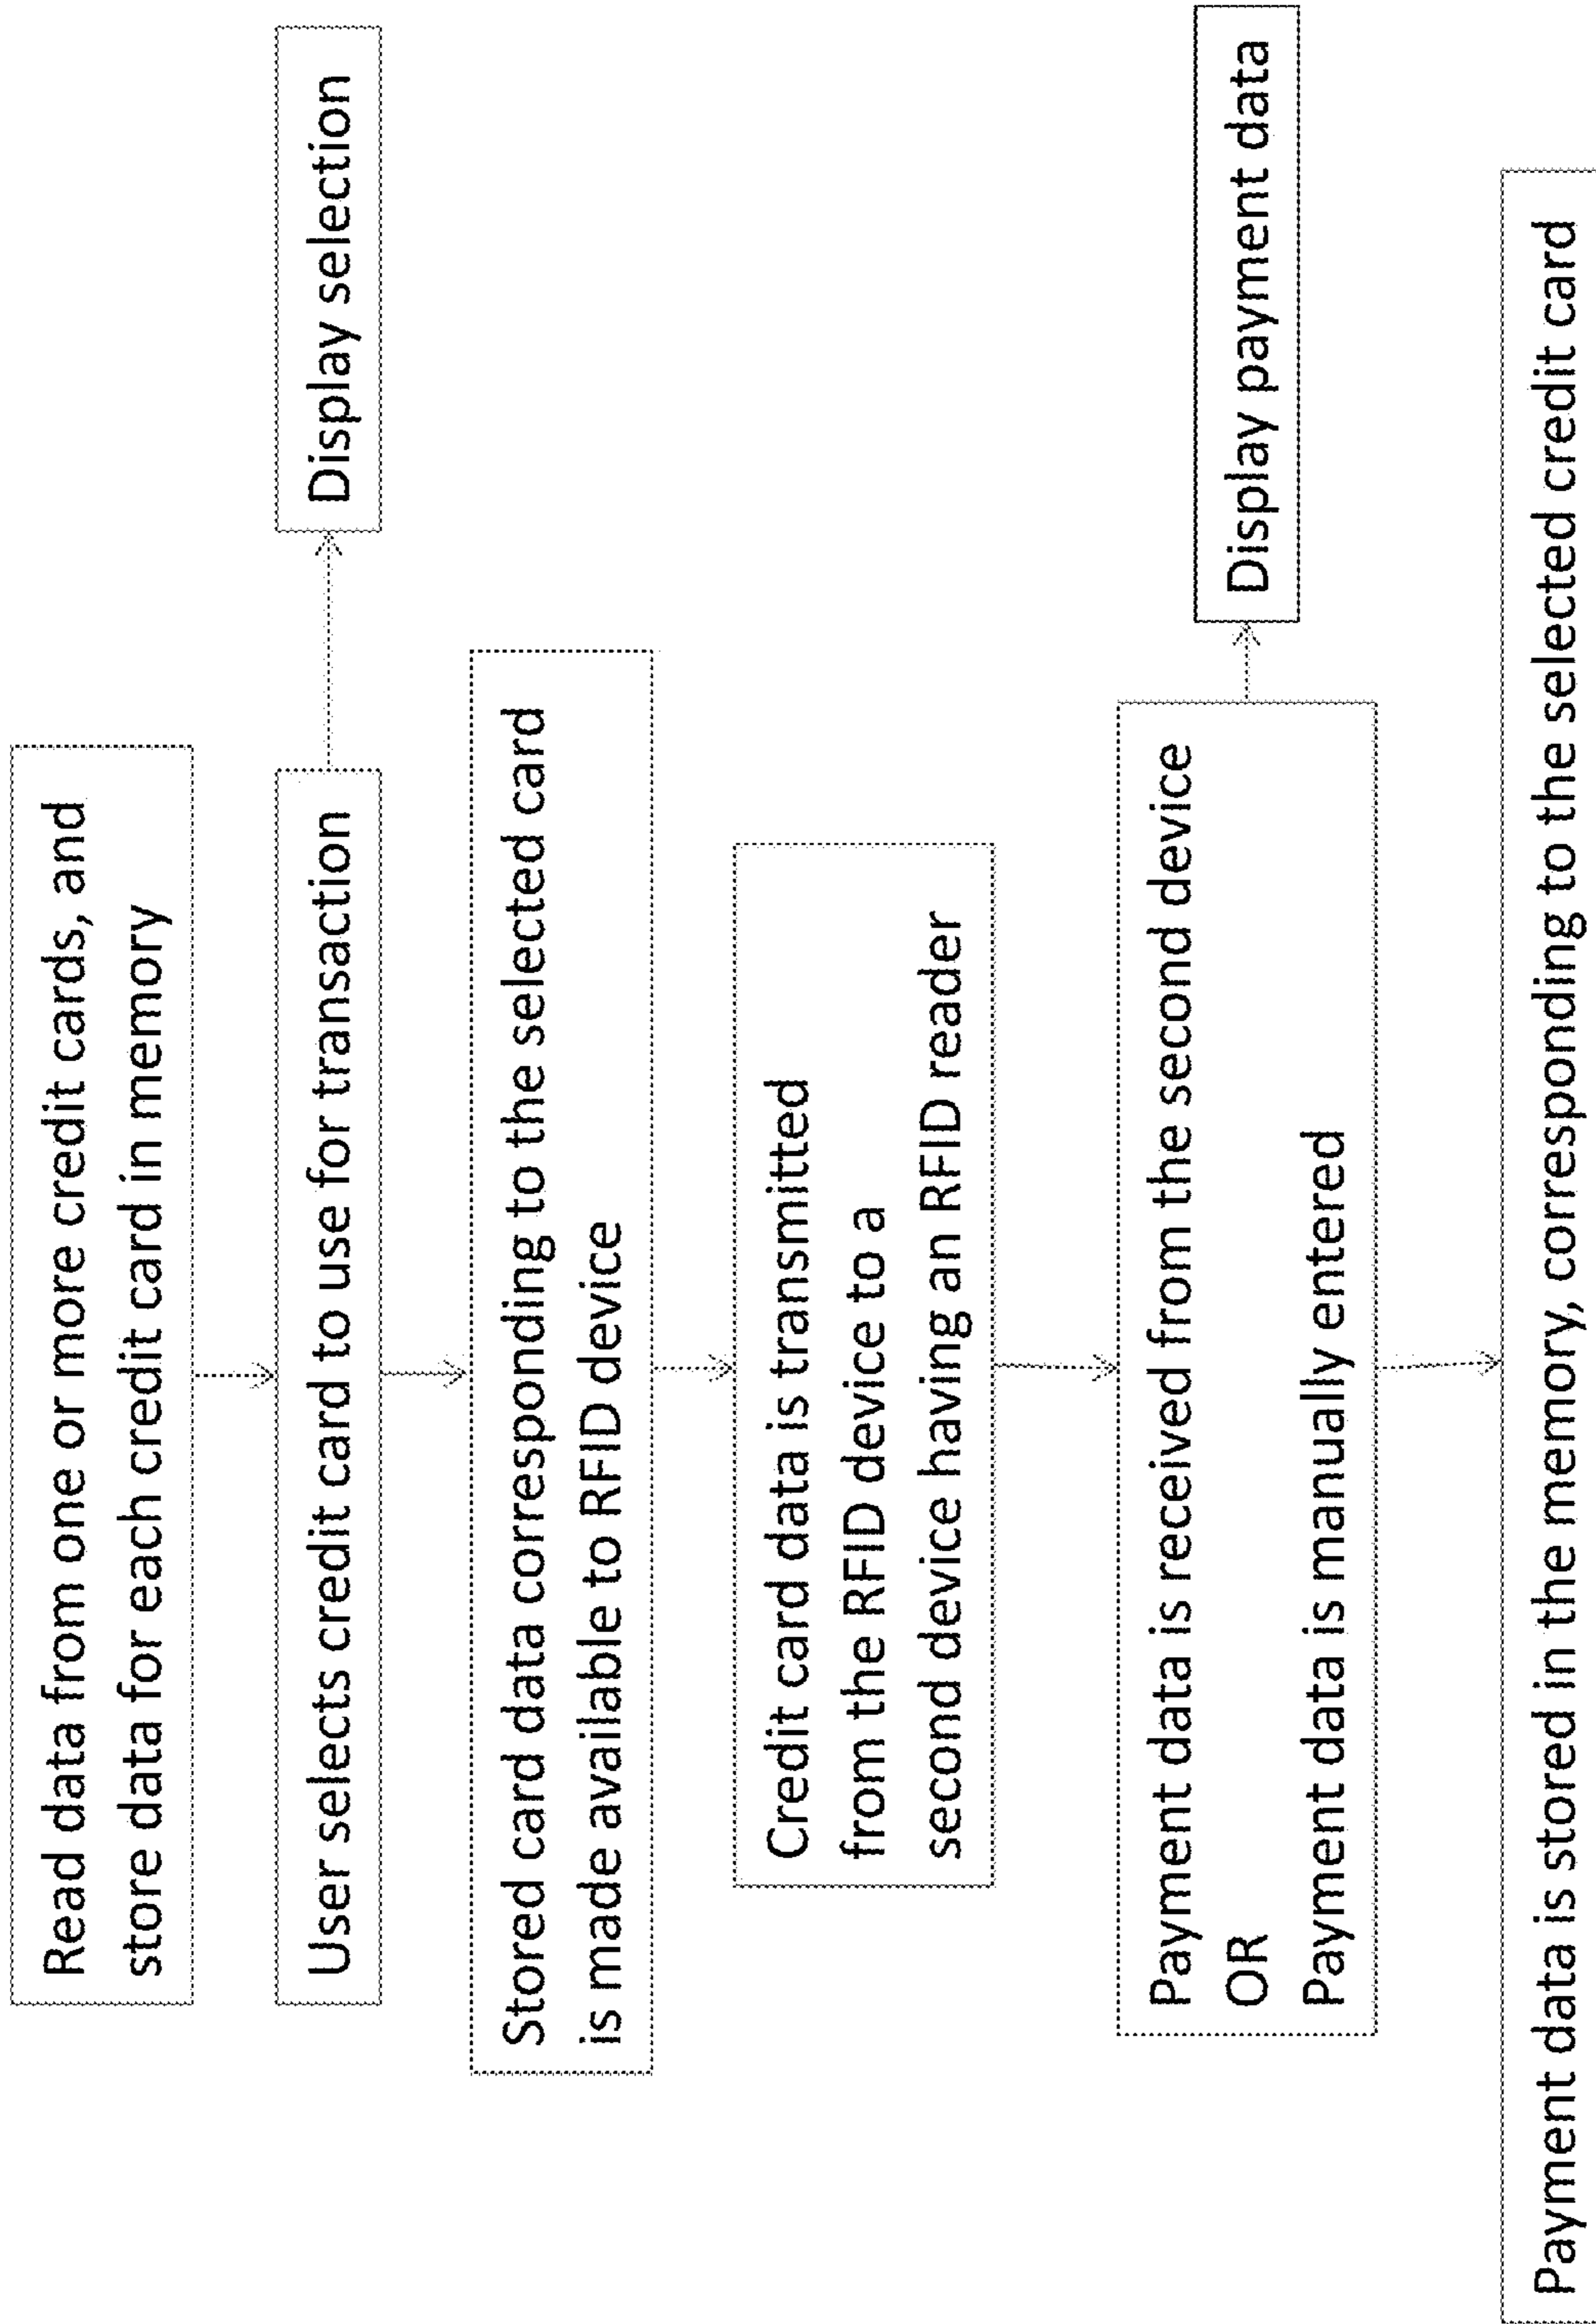 Read data from one or more credit cards, and
store data for each credit card in memory
User selects credit card to use for transaction
Display selection
Stored card data corresponding to the selected card
is made available to RFID device
Credit card data is transmitted
from the RFID device to a
second device having an RFID reader
Payment data is received from the second device
OR
Payment data is manually entered
Display payment data
Payment data is stored in the memory, corresponding to the selected credit card